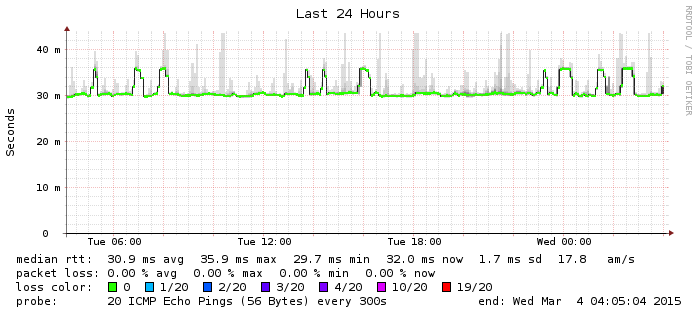 Last 24 Hours
RRDTOOL / TOBI OETIKER
Seconds
40 m
30 m
20 m
10 m
0
Tue 06:00 Tue 12:00 Tue 18:00 Wed 00:00
median rtt: 30.9 ms avg 35.9 ms max 29.7 ms min 32.0 ms now 1.7 ms sd 17.8 am/s
packet loss: 0.00 % avg 0.00 % max 0.00 % min 0.00 % now
loss color: 0 1/20 2/20 3/20 4/20 10/20 19/20
probe: 20 ICMP Echo Pings (56 Bytes) every 300s end: Wed Mar 4 04:05:04 2015